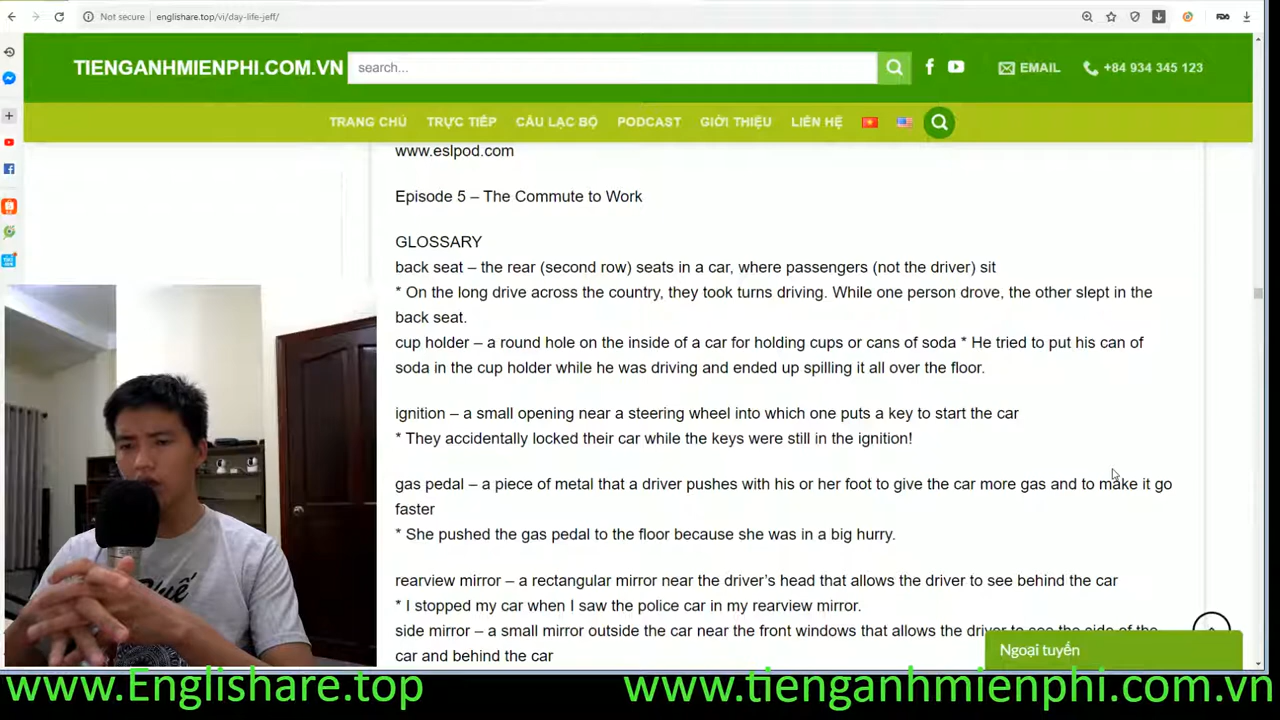 Not secure englishare.top/vi/day-life-jeff/
TIENGANHMIENPHI.COM.VN search... EMAIL +84 934 345 123
TRANG CHỦ TRỰC TIẾP CÂU LẠC BỘ PODCAST GIỚI THIỆU LIÊN HỆ
www.eslpod.com
Episode 5 – The Commute to Work
GLOSSARY
back seat – the rear (second row) seats in a car, where passengers (not the driver) sit
* On the long drive across the country, they took turns driving. While one person drove, the other slept in the
back seat.
cup holder – a round hole on the inside of a car for holding cups or cans of soda * He tried to put his can of
soda in the cup holder while he was driving and ended up spilling it all over the floor.
ignition – a small opening near a steering wheel into which one puts a key to start the car
* They accidentally locked their car while the keys were still in the ignition!
gas pedal – a piece of metal that a driver pushes with his or her foot to give the car more gas and to make it go
faster
* She pushed the gas pedal to the floor because she was in a big hurry.
rearview mirror – a rectangular mirror near the driver’s head that allows the driver to see behind the car
* I stopped my car when I saw the police car in my rearview mirror.
side mirror – a small mirror outside the car near the front windows that allows the driver to see the side of the
car and behind the car
Ngoại tuyến
www.Englishare.top www.tienganhmienphi.com.vn